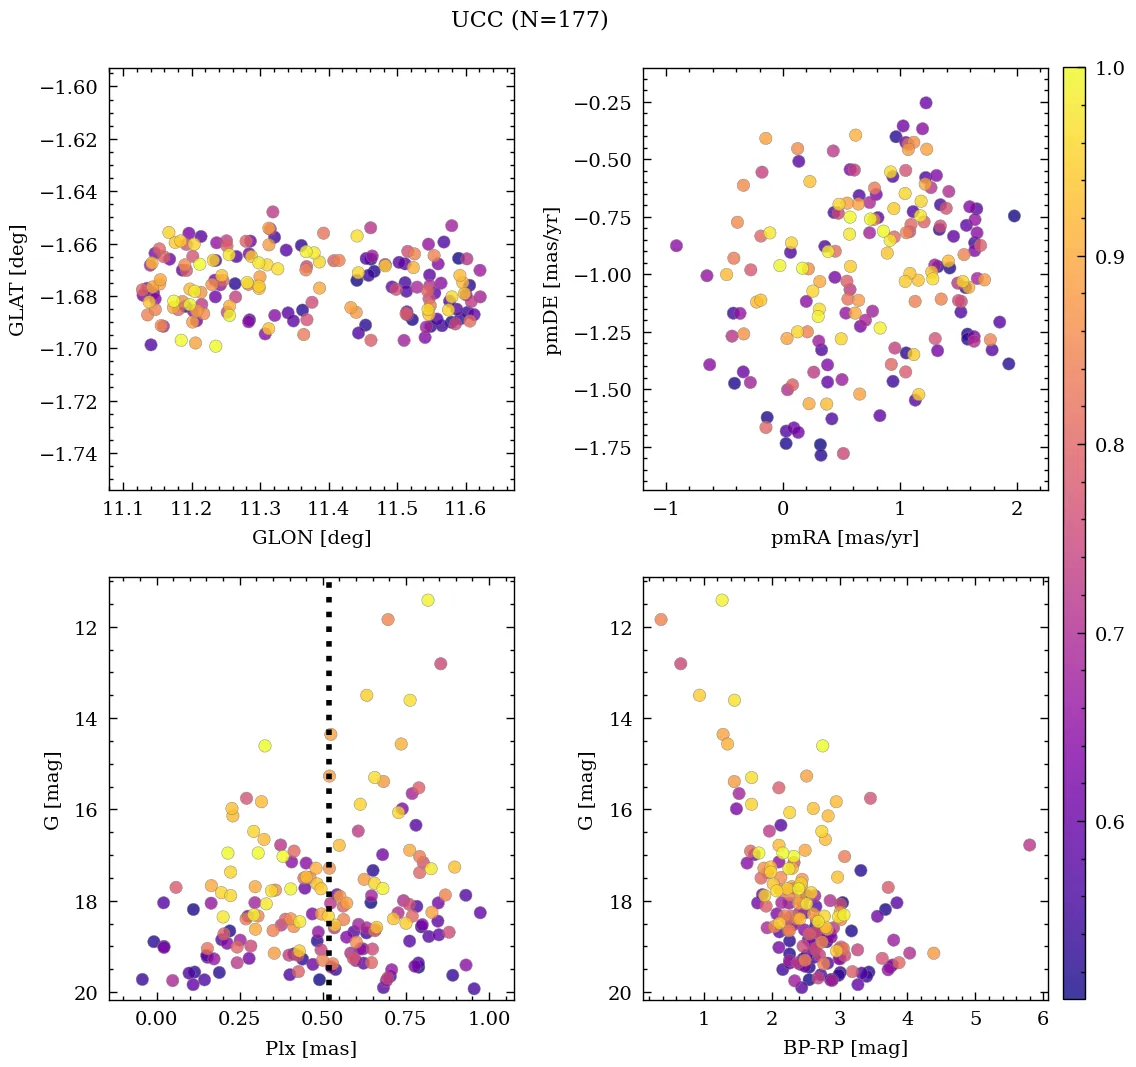 UCC (N=177)
−1.60
−1.62
−1.64
−1.66
−1.68
−1.70
−1.72
−1.74
GLAT [deg]
11.1 11.2 11.3 11.4 11.5 11.6
GLON [deg]
−0.25
−0.50
−0.75
−1.00
−1.25
−1.50
−1.75
pmDE [mas/yr]
−1 0 1 2
pmRA [mas/yr]
12
14
16
18
20
G [mag]
0.00 0.25 0.50 0.75 1.00
Plx [mas]
12
14
16
18
20
G [mag]
1 2 3 4 5 6
BP-RP [mag]
1.0
0.9
0.8
0.7
0.6